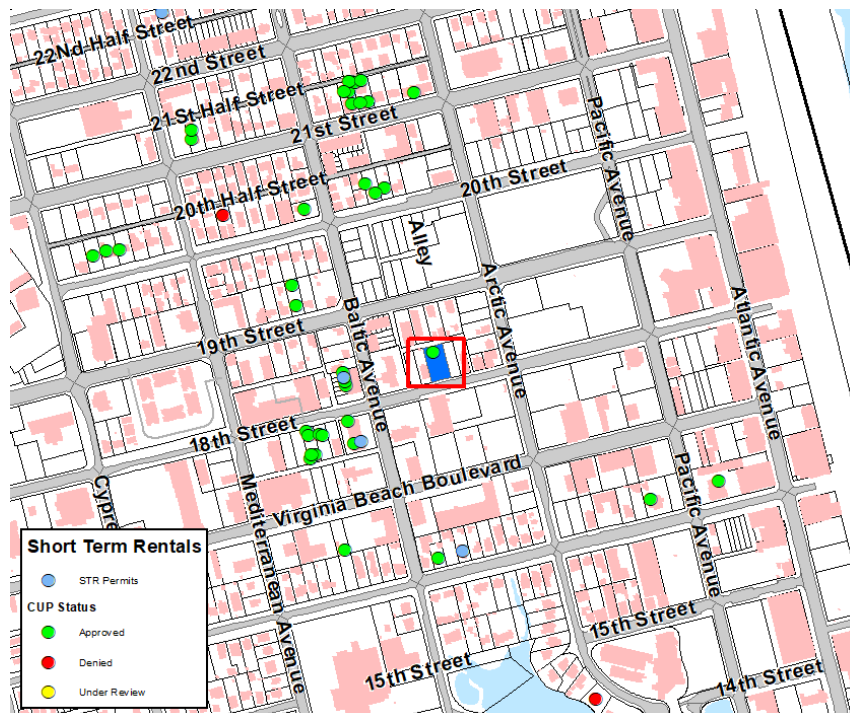 22Nd Half Street
22nd Street
21St Half Street
21st Street
Pacific Avenue
20th Half Street
20th Street
Alley
Arctic Avenue
Atlantic Avenue
Baltic Avenue
19th Street
18th Street
Virginia Beach Boulevard
Pacific Avenue
Cypre
Mediterranean Avenue
15th Street
15th Street
14th Street
Short Term Rentals
STR Permits
CUP Status
Approved
Denied
Under Review